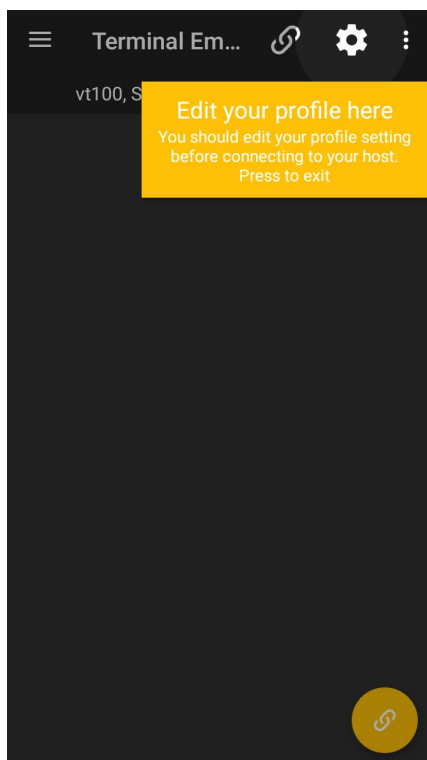 Terminal Em...
vt100, S
Edit your profile here
You should edit your profile setting
before connecting to your host.
Press to exit